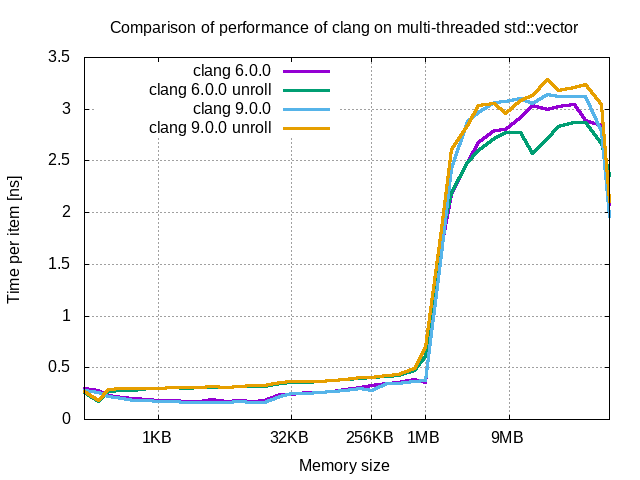 Comparison of performance of clang on multi-threaded std::vector
3.5
3
2.5
2
1.5
1
0.5
0
Time per item [ns]
clang 6.0.0
clang 6.0.0 unroll
clang 9.0.0
clang 9.0.0 unroll
1KB 32KB 256KB 1MB 9MB
Memory size